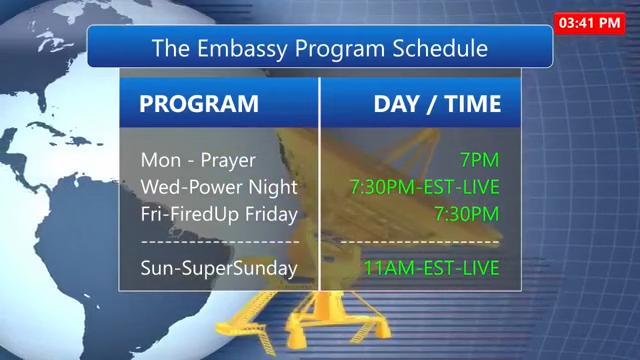 03:41 PM
The Embassy Program Schedule
PROGRAM DAY / TIME
Mon - Prayer 7PM
Wed-Power Night 7:30PM-EST-LIVE
Fri-FiredUp Friday 7:30PM
-------------------- --------------------
Sun-SuperSunday 11AM-EST-LIVE